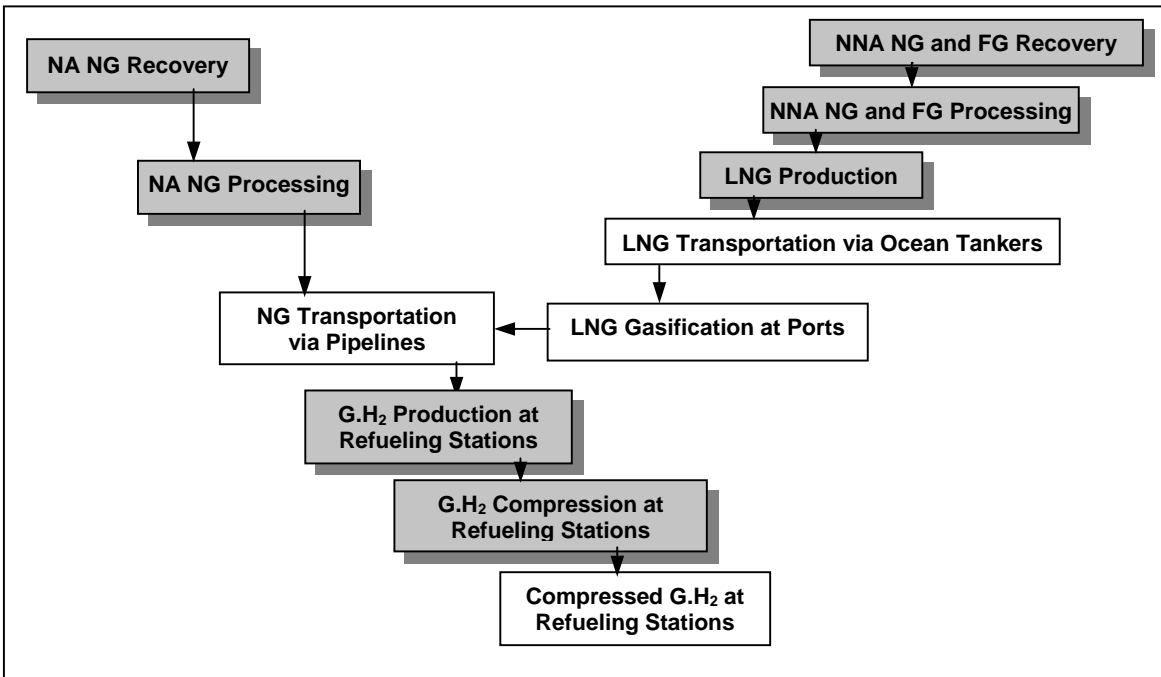 NA NG Recovery
NNA NG and FG Recovery
NNA NG and FG Processing
NA NG Processing
LNG Production
LNG Transportation via Ocean Tankers
NG Transportation
via Pipelines
LNG Gasification at Ports
G.H₂ Production at
Refueling Stations
G.H₂ Compression at
Refueling Stations
Compressed G.H₂ at
Refueling Stations